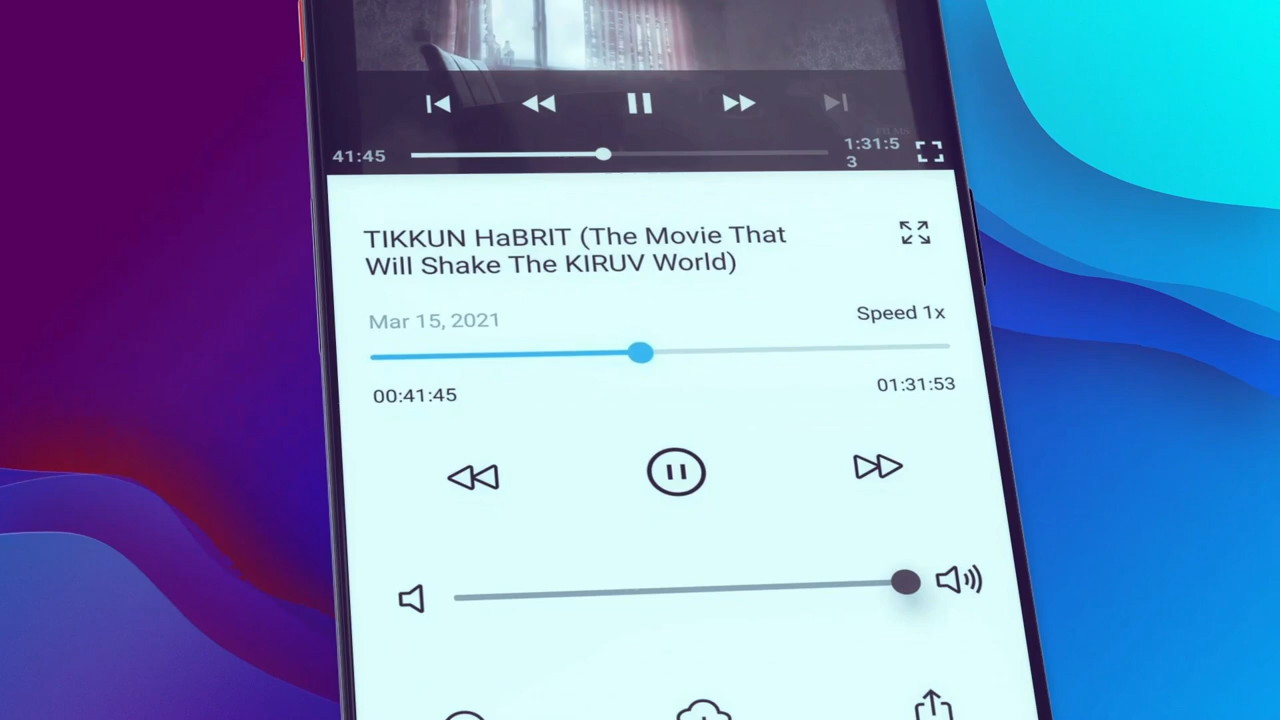 FILMS
41:45
1:31:5
3
TIKKUN HaBRIT (The Movie That
Will Shake The KIRUV World)
Mar 15, 2021
Speed 1x
00:41:45
01:31:53